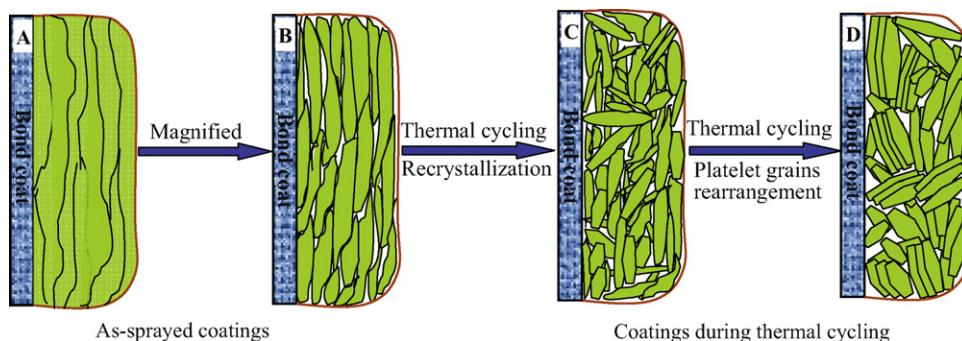 A
B
C
D
Bond coat
Bond coat
Bond coat
Bond coat
Magnified
Thermal cycling
Recrystallization
Thermal cycling
Platelet grains
rearrangement
As-sprayed coatings
Coatings during thermal cycling